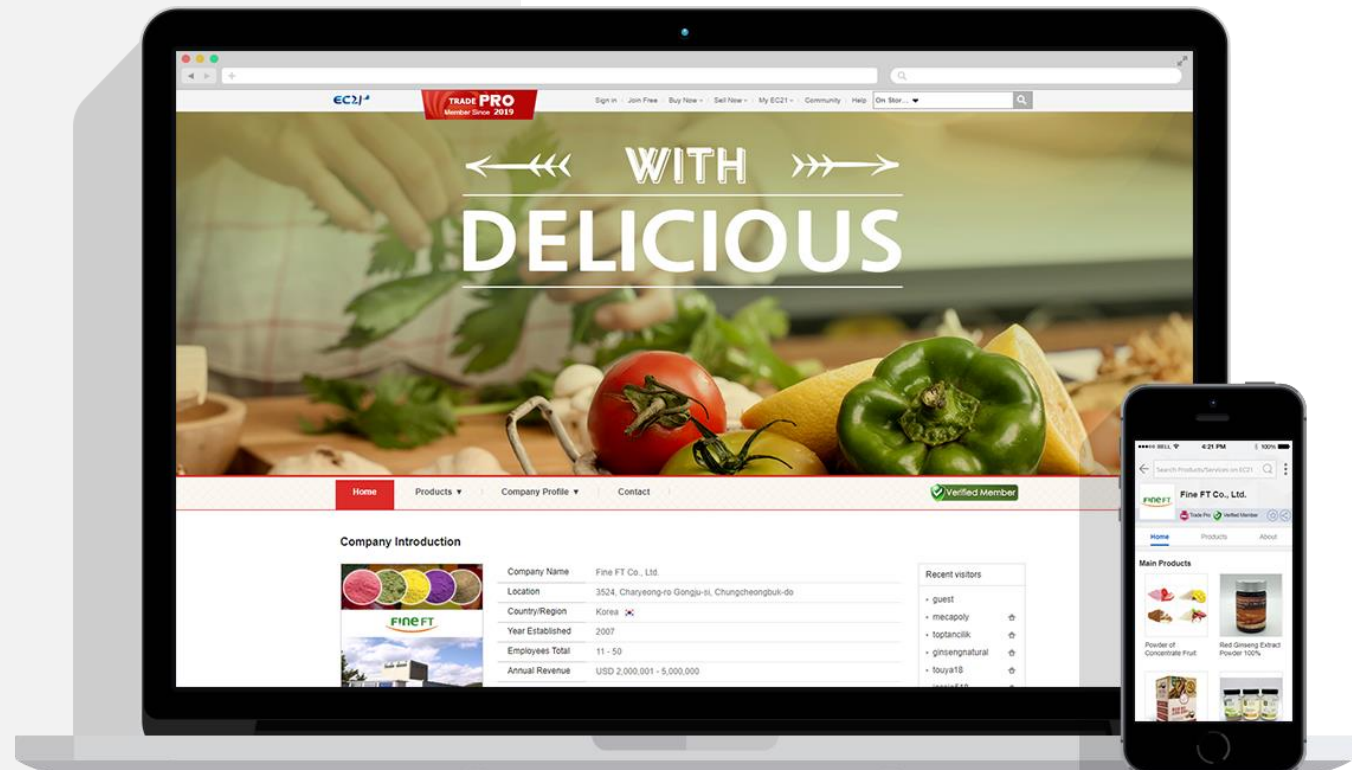 EC21
TRADE PRO
Member Since 2019
Sign in Join Free Buy Now My EC21 Sell Now Community Help On Stor...
WITH
DELICIOUS
Home Products ▼ Company Profile ▼ Contact
Verified Member
Company Introduction
FINE FT
Company Name Fine FT Co., Ltd.
Location 3524, Charyeong-ro Gongju-si, Chungcheongbuk-do
Country/Region Korea
Year Established 2007
Employees Total 11 - 50
Annual Revenue USD 2,000,001 - 5,000,000
Recent visitors
guest
mecapoly
toptancilik
ginsengnatural
touya18
BELL 4:21 PM 100%
Search Products/Services on EC21
FINE FT
Fine FT Co., Ltd.
Trade Pro Verified Member
Home Products About
Main Products
Powder of
Concentrate Fruit
Red Ginseng Extract
Powder 100%